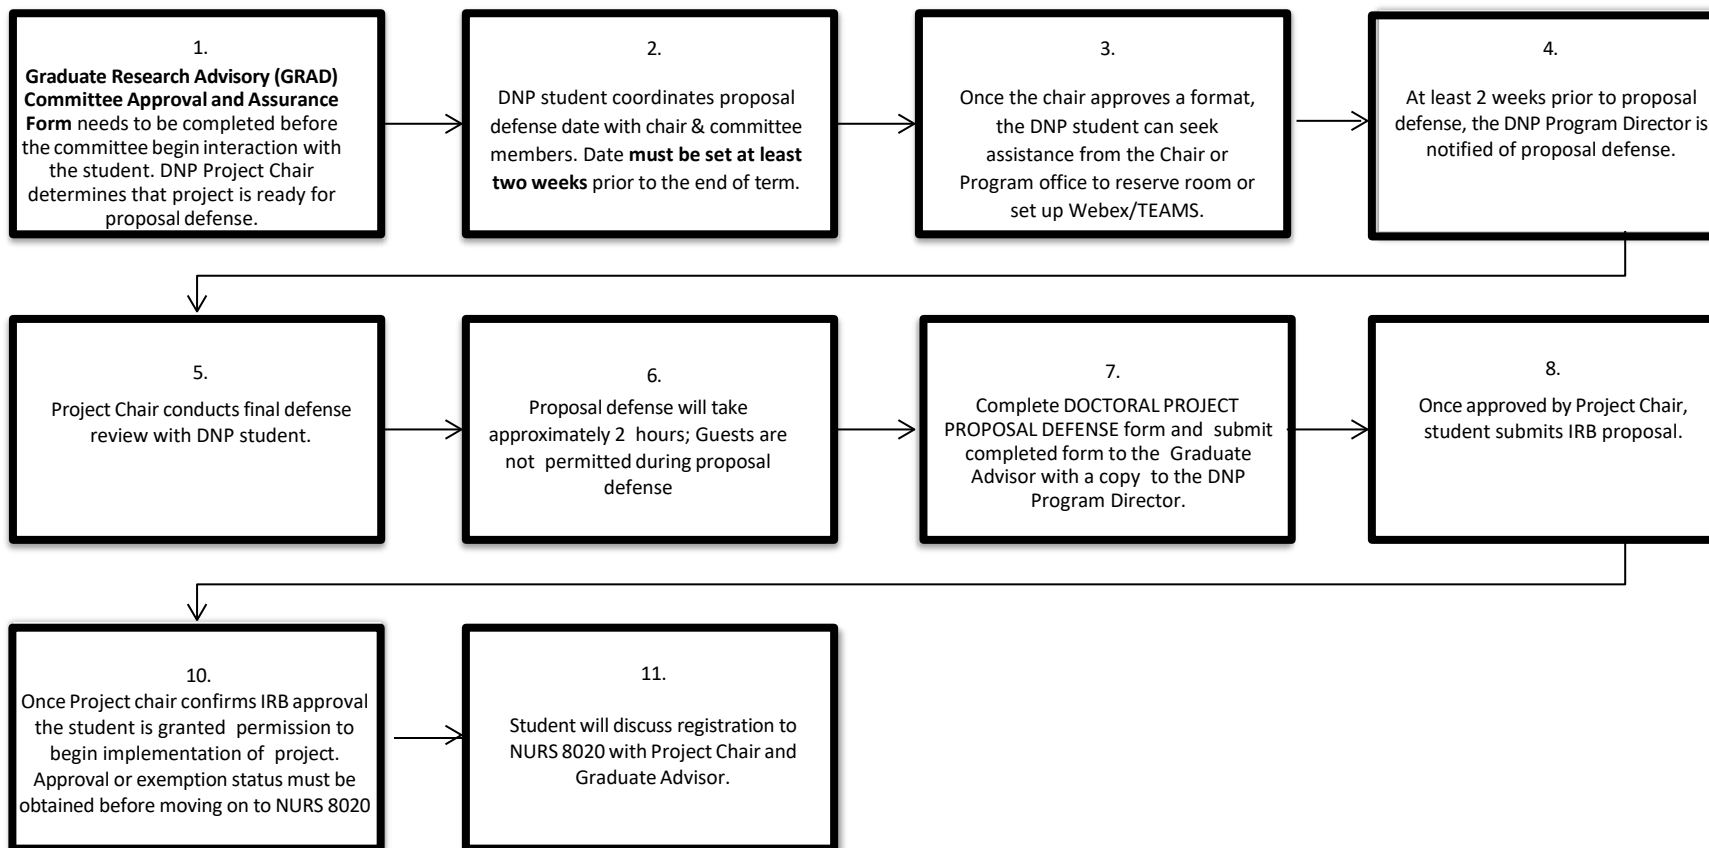 1.
Graduate Research Advisory (GRAD)
Committee Approval and Assurance
Form needs to be completed before
the committee begin interaction with
the student. DNP Project Chair
determines that project is ready for
proposal defense.
2.
DNP student coordinates proposal
defense date with chair & committee
members. Date must be set at least
two weeks prior to the end of term.
3.
Once the chair approves a format,
the DNP student can seek
assistance from the Chair or
Program office to reserve room or
set up Webex/TEAMS.
4.
At least 2 weeks prior to proposal
defense, the DNP Program Director is
notified of proposal defense.
5.
Project Chair conducts final defense
review with DNP student.
6.
Proposal defense will take
approximately 2 hours; Guests are
not permitted during proposal
defense
7.
Complete DOCTORAL PROJECT
PROPOSAL DEFENSE form and submit
completed form to the Graduate
Advisor with a copy to the DNP
Program Director.
8.
Once approved by Project Chair,
student submits IRB proposal.
10.
Once Project chair confirms IRB approval
the student is granted permission to
begin implementation of project.
Approval or exemption status must be
obtained before moving on to NURS 8020
11.
Student will discuss registration to
NURS 8020 with Project Chair and
Graduate Advisor.